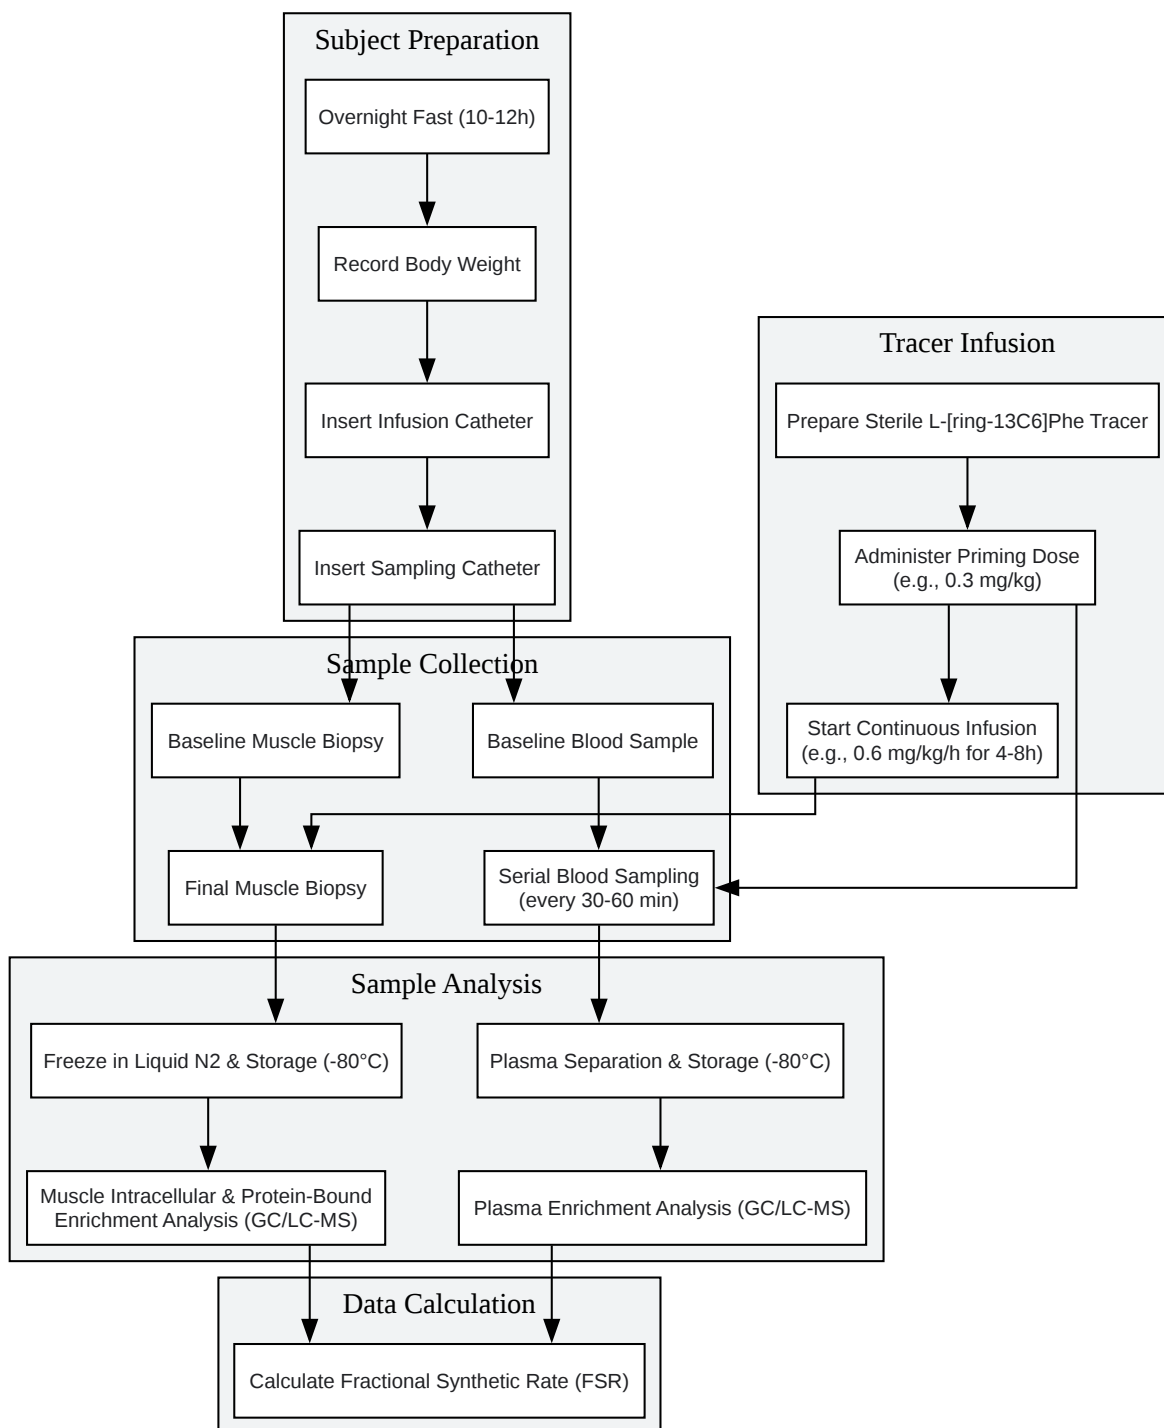 Subject Preparation
Overnight Fast (10-12h)
Record Body Weight
Insert Infusion Catheter
Insert Sampling Catheter
Tracer Infusion
Prepare Sterile L-[ring-13C6]Phe Tracer
Administer Priming Dose
(e.g., 0.3 mg/kg)
Start Continuous Infusion
(e.g., 0.6 mg/kg/h for 4-8h)
Sample Collection
Baseline Muscle Biopsy
Baseline Blood Sample
Final Muscle Biopsy
Serial Blood Sampling
(every 30-60 min)
Sample Analysis
Freeze in Liquid N2 & Storage (-80°C)
Plasma Separation & Storage (-80°C)
Muscle Intracellular & Protein-Bound
Enrichment Analysis (GC/LC-MS)
Plasma Enrichment Analysis (GC/LC-MS)
Data Calculation
Calculate Fractional Synthetic Rate (FSR)